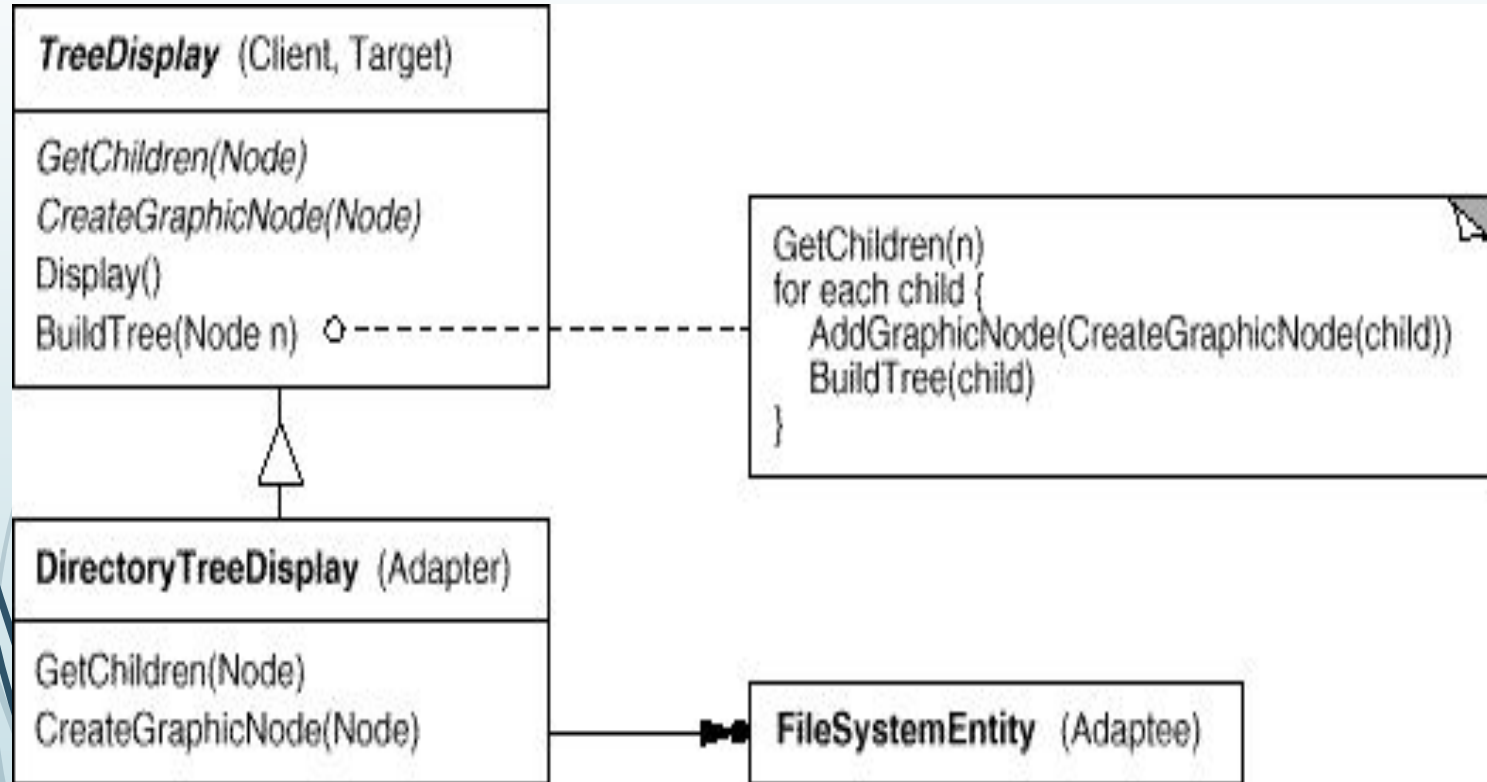 TreeDisplay (Client, Target)
GetChildren(Node)
CreateGraphicNode(Node)
Display()
BuildTree(Node n)
GetChildren(n)
for each child {
AddGraphicNode(CreateGraphicNode(child))
BuildTree(child)
}
DirectoryTreeDisplay (Adapter)
GetChildren(Node)
CreateGraphicNode(Node)
FileSystemEntity (Adaptee)